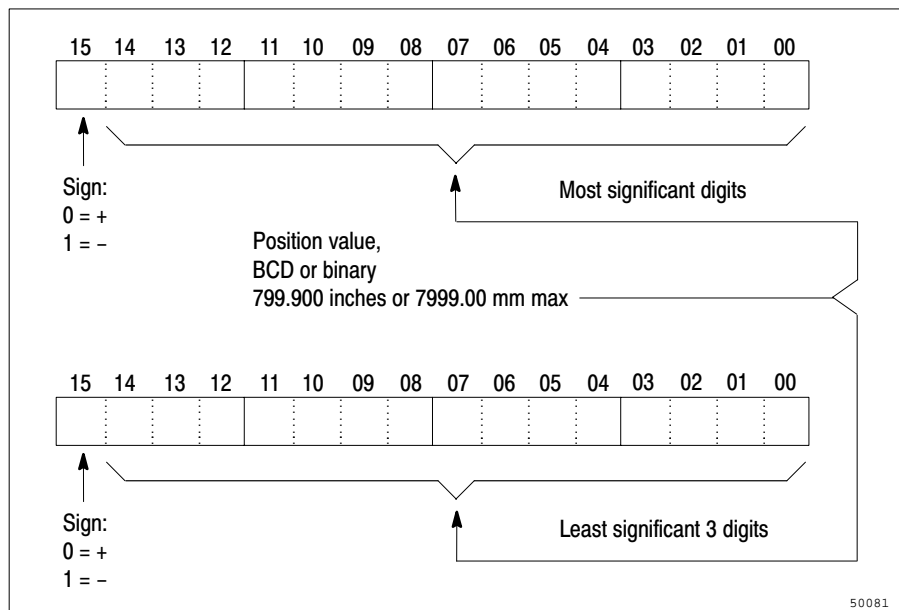 15 14 13 12 11 10 09 08 07 06 05 04 03 02 01 00
Sign:
0 = +
1 = –
Most significant digits
Position value,
BCD or binary
799.900 inches or 7999.00 mm max
15 14 13 12 11 10 09 08 07 06 05 04 03 02 01 00
Sign:
0 = +
1 = –
Least significant 3 digits
50081